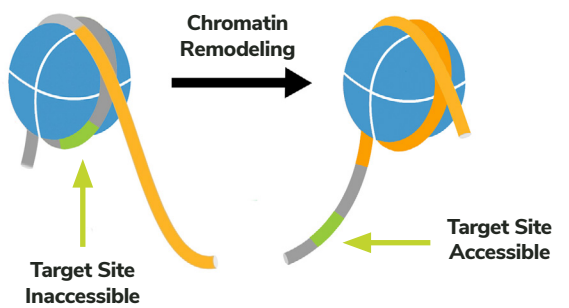 Chromatin
Remodeling
Target Site
Inaccessible
Target Site
Accessible